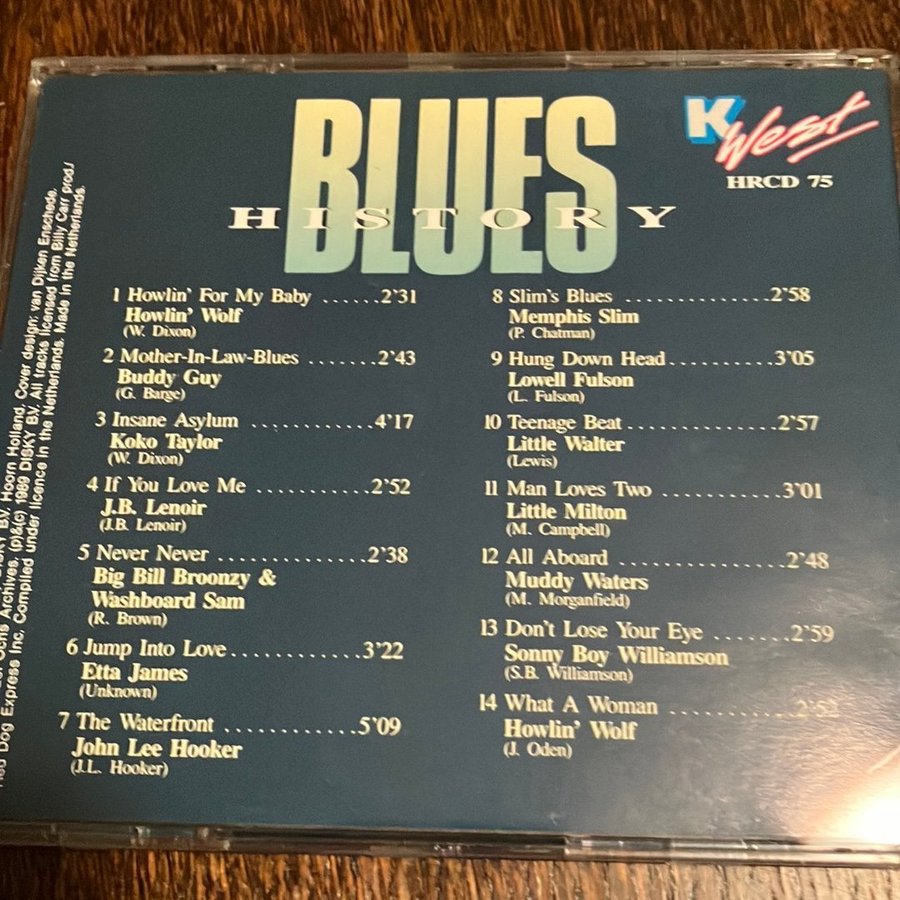 BLUES
HISTORY
K West
HRCD 75
1 Howlin' For My Baby ......2'31
Howlin' Wolf
(W. Dixon)
2 Mother-In-Law-Blues .......2'43
Buddy Guy
(G. Barge)
3 Insane Asylum ............4'17
Koko Taylor
(W. Dixon)
4 If You Love Me ...........2'52
J.B. Lenoir
(J.B. Lenoir)
5 Never Never ..............2'38
Big Bill Broonzy &
Washboard Sam
(R. Brown)
6 Jump Into Love............3'22
Etta James
(Unknown)
7 The Waterfront ............5'09
John Lee Hooker
(J.L. Hooker)
8 Slim's Blues .............2'58
Memphis Slim
(P. Chatman)
9 Hung Down Head..........3'05
Lowell Fulson
(L. Fulson)
10 Teenage Beat..............2'57
Little Walter
(Lewis)
11 Man Loves Two ...........3'01
Little Milton
(M. Campbell)
12 All Aboard ...............2'48
Muddy Waters
(M. Morganfield)
13 Don't Lose Your Eye .......2'59
Sonny Boy Williamson
(S.B. Williamson)
14 What A Woman ..........
Howlin' Wolf
(J. Oden)
BV. Hoorn Holland. Cover design: van Dijken Enschede.
Archives. (p)&(c) 1989 DISKY BV. All tracks licensed from Billy Carr prod./
Dog Express Inc. Compiled under licence in the Netherlands. Made in the Netherlands.